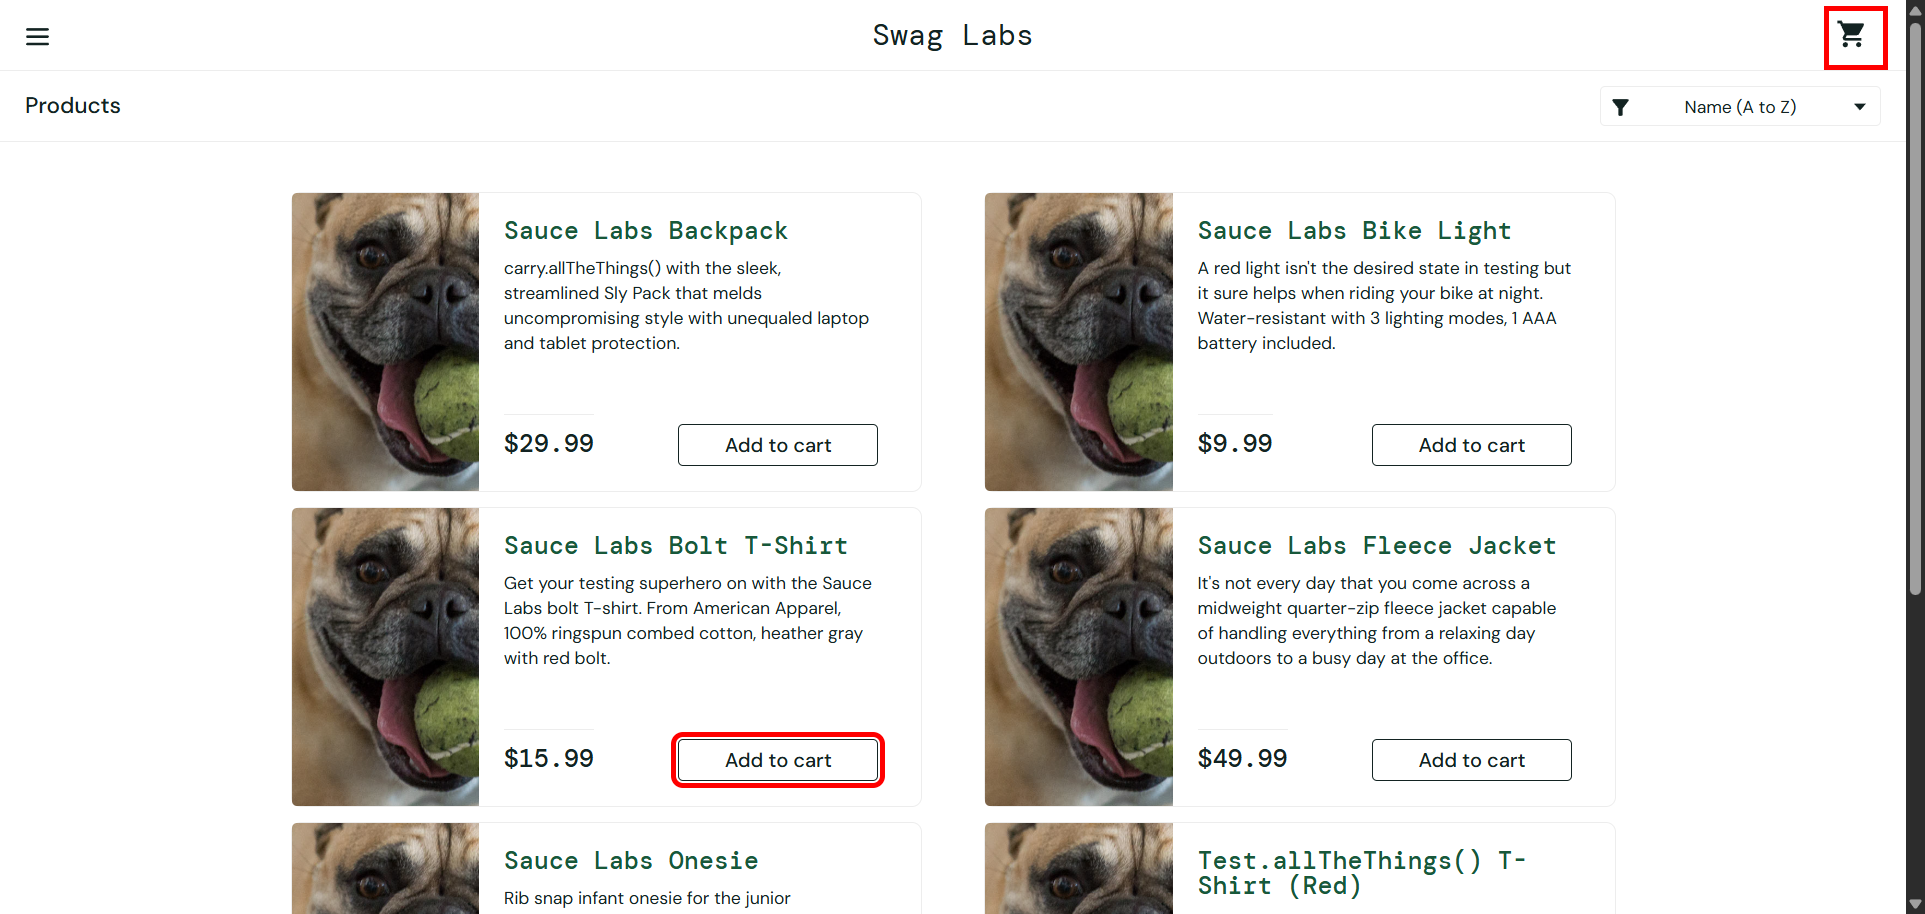 Swag Labs
Products
Name (A to Z)
Sauce Labs Backpack
carry.allTheThings() with the sleek,
streamlined Sly Pack that melds
uncompromising style with unequaled laptop
and tablet protection.
$29.99
Add to cart
Sauce Labs Bike Light
A red light isn't the desired state in testing but
it sure helps when riding your bike at night.
Water-resistant with 3 lighting modes, 1 AAA
battery included.
$9.99
Add to cart
Sauce Labs Bolt T-Shirt
Get your testing superhero on with the Sauce
Labs bolt T-shirt. From American Apparel,
100% ringspun combed cotton, heather gray
with red bolt.
$15.99
Add to cart
Sauce Labs Fleece Jacket
It's not every day that you come across a
midweight quarter-zip fleece jacket capable
of handling everything from a relaxing day
outdoors to a busy day at the office.
$49.99
Add to cart
Sauce Labs Onesie
Rib snap infant onesie for the junior
Test.allTheThings() T-
Shirt (Red)